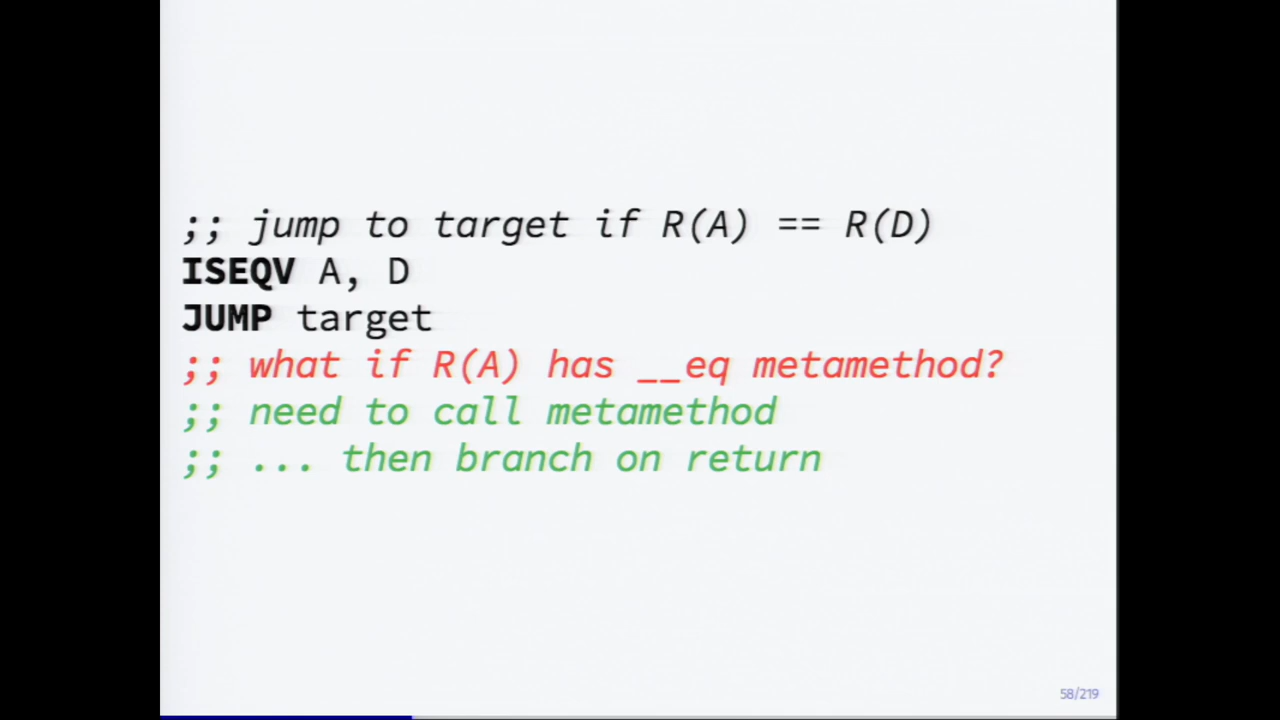 ;; jump to target if R(A) == R(D)
ISEQV A, D
JUMP target
;; what if R(A) has __eq metamethod?
;; need to call metamethod
;; ... then branch on return
58/219